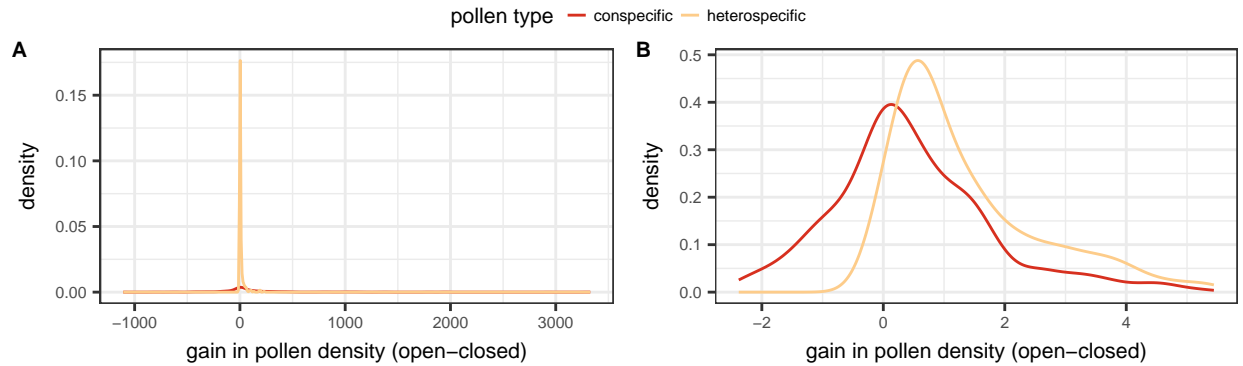 pollen type conspecific heterospecific
A
0.15
0.10
0.05
0.00
density
−1000 0 1000 2000 3000
gain in pollen density (open−closed)
B
0.5
0.4
0.3
0.2
0.1
0.0
density
−2 0 2 4
gain in pollen density (open−closed)